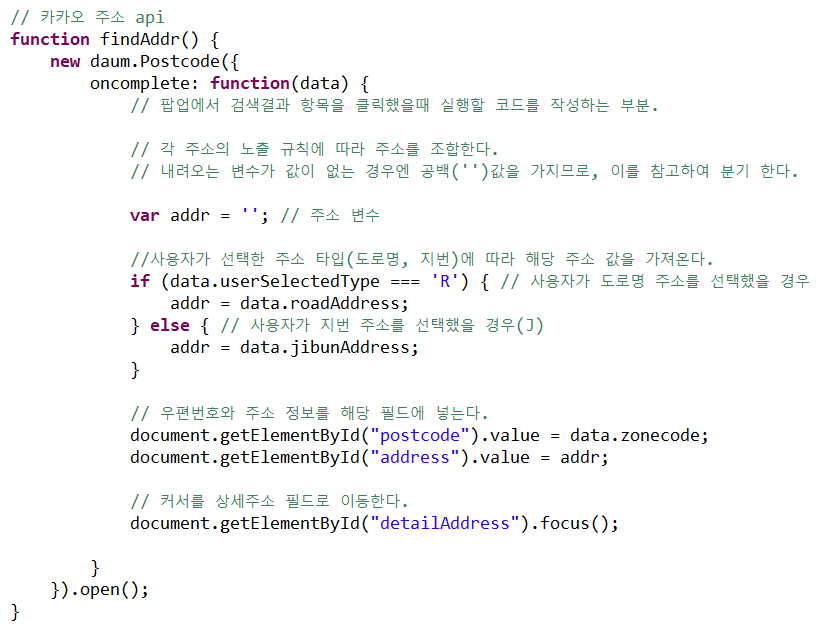 // 카카오 주소 api
function findAddr() {
    new daum.Postcode({
        oncomplete: function(data) {
            // 팝업에서 검색결과 항목을 클릭했을때 실행할 코드를 작성하는 부분.

            // 각 주소의 노출 규칙에 따라 주소를 조합한다.
            // 내려오는 변수가 값이 없는 경우엔 공백('')값을 가지므로, 이를 참고하여 분기 한다.

            var addr = ''; // 주소 변수

            //사용자가 선택한 주소 타입(도로명, 지번)에 따라 해당 주소 값을 가져온다.
            if (data.userSelectedType === 'R') { // 사용자가 도로명 주소를 선택했을 경우
                addr = data.roadAddress;
            } else { // 사용자가 지번 주소를 선택했을 경우(J)
                addr = data.jibunAddress;
            }

            // 우편번호와 주소 정보를 해당 필드에 넣는다.
            document.getElementById("postcode").value = data.zonecode;
            document.getElementById("address").value = addr;

            // 커서를 상세주소 필드로 이동한다.
            document.getElementById("detailAddress").focus();

        }
    }).open();
}